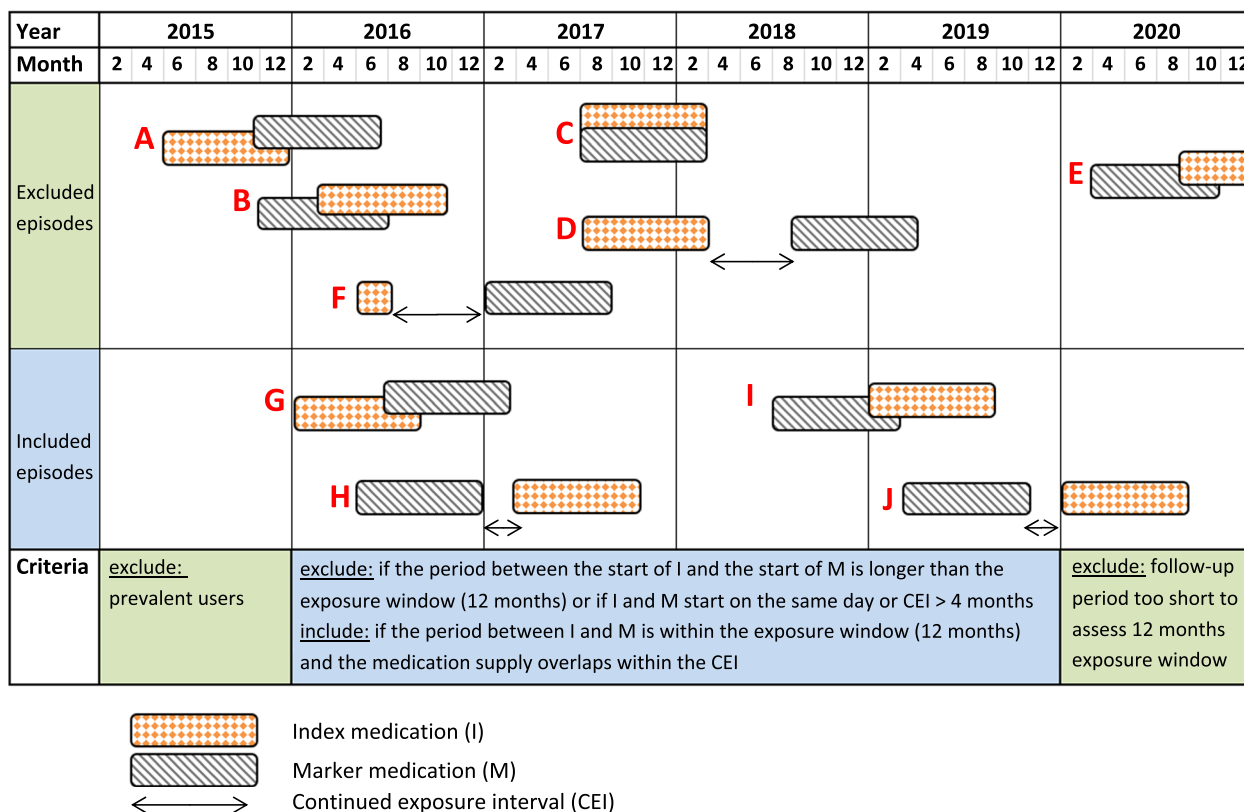 Year 2015 2016 2017 2018 2019 2020
Month 2 4 6 8 10 12 2 4 6 8 10 12 2 4 6 8 10 12 2 4 6 8 10 12 2 4 6 8 10 12 2 4 6 8 10 12
Excluded
episodes
A
B
C
D
E
F
Included
episodes
G
H
I
J
Criteria
exclude:
prevalent users
exclude: if the period between the start of I and the start of M is longer than the
exposure window (12 months) or if I and M start on the same day or CEI > 4 months
include: if the period between I and M is within the exposure window (12 months)
and the medication supply overlaps within the CEI
exclude: follow-up
period too short to
assess 12 months
exposure window
Index medication (I)
Marker medication (M)
Continued exposure interval (CEI)